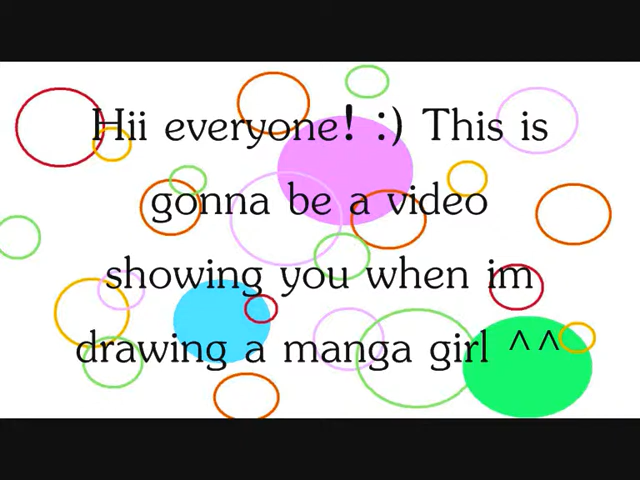 Hii everyone! :) This is
gonna be a video
showing you when im
drawing a manga girl ^^